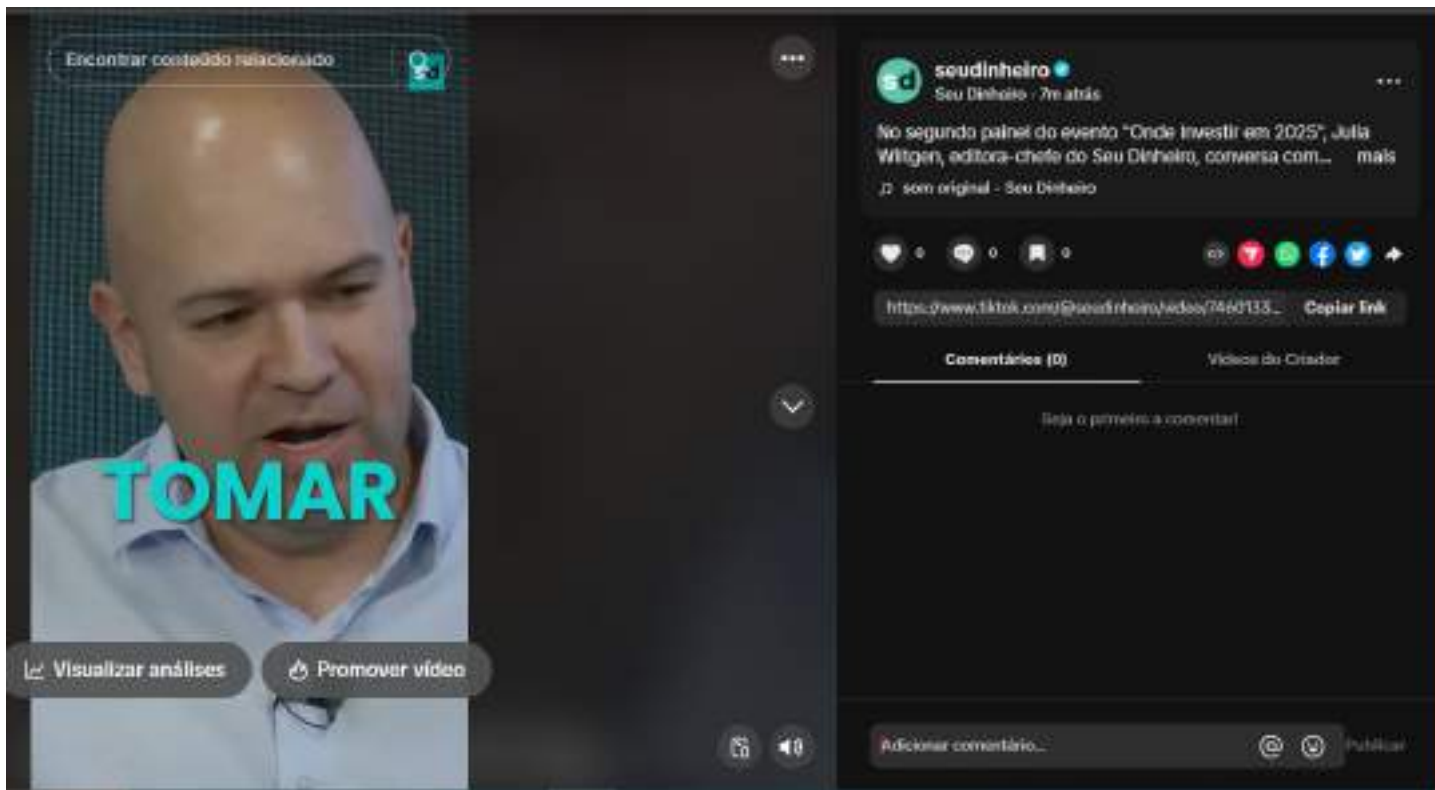 Encontrar conteúdo relacionado
sd
TOMAR
Visualizar análises
Promover vídeo
sd
seudinheiro
Seu Dinheiro · 7m atrás
No segundo painel do evento "Onde Investir em 2025", Julia
Wiltgen, editora-chefe do Seu Dinheiro, conversa com... mais
som original - Seu Dinheiro
0
0
0
https://www.tiktok.com/@seudinheiro/video/7460133... Copiar link
Comentários (0)
Vídeos do Criador
Seja o primeiro a comentar!
Adicionar comentário...
Publicar